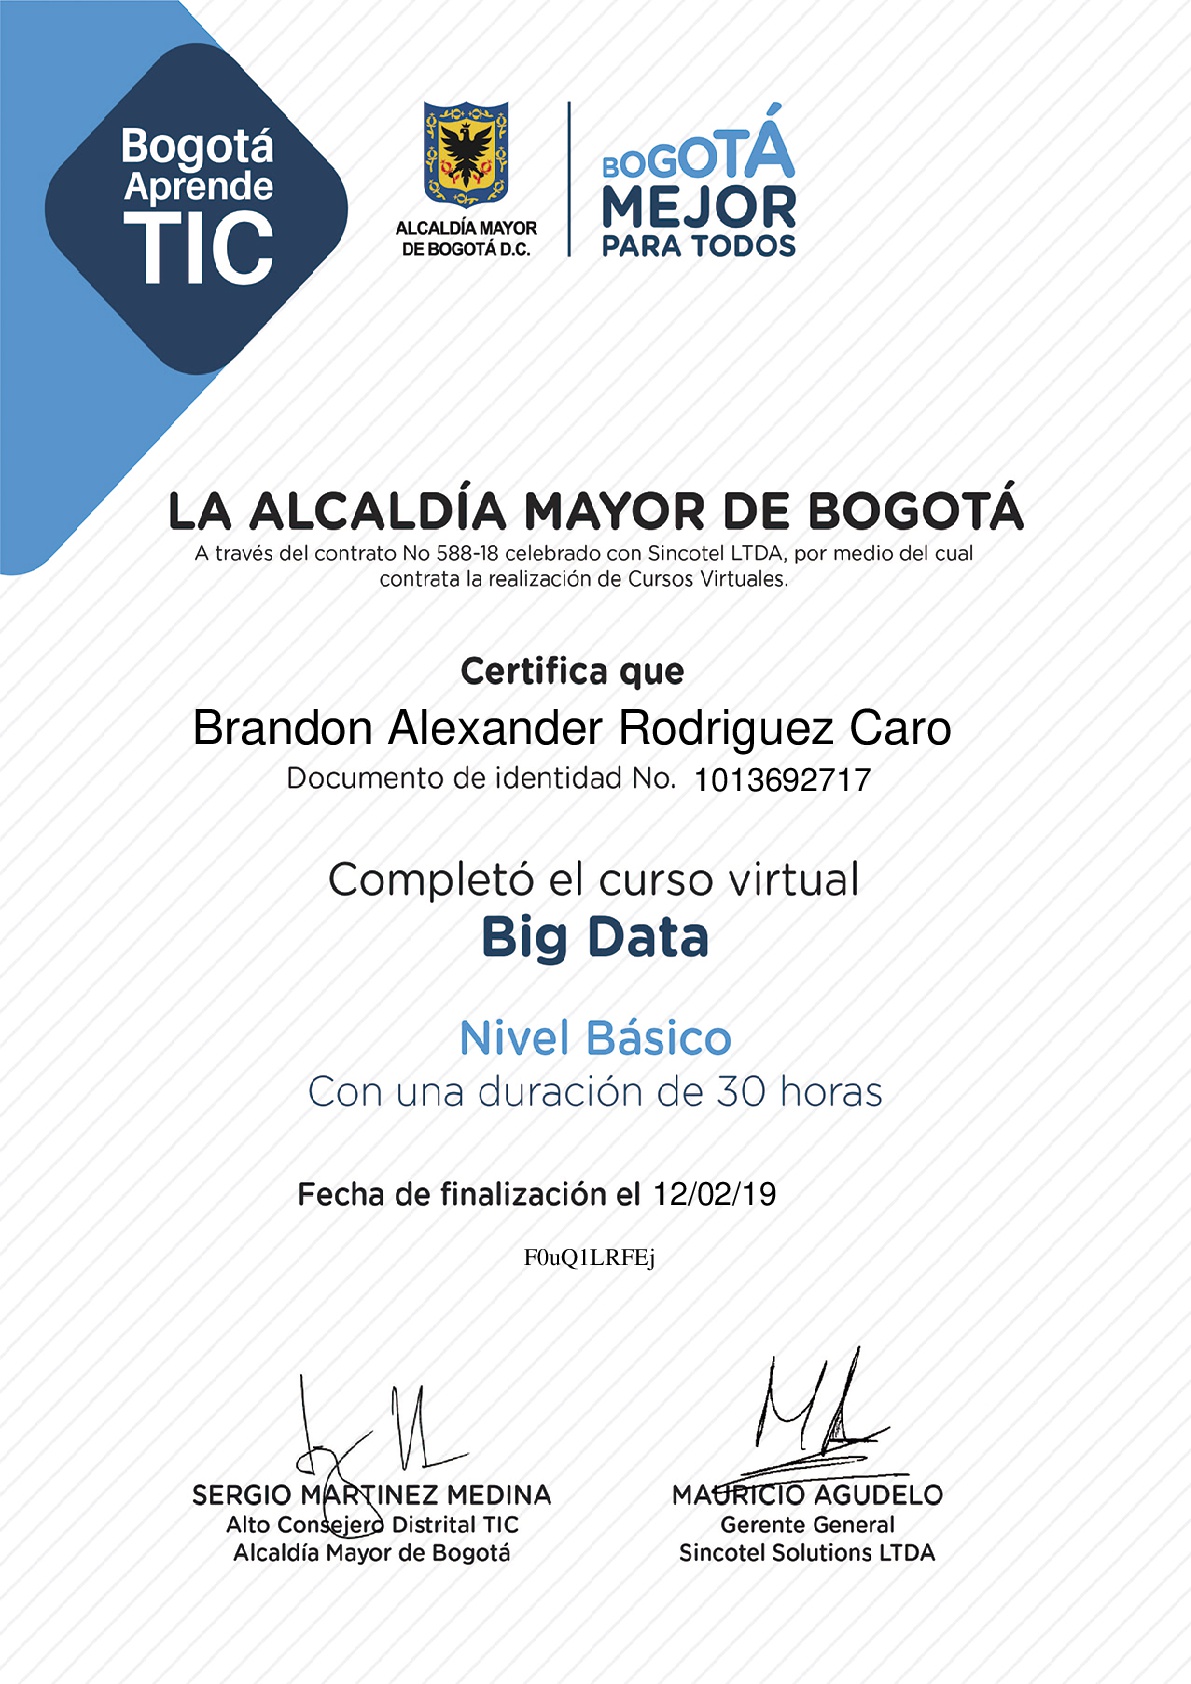 Bogotá
Aprende
TIC
ALCALDÍA MAYOR
DE BOGOTÁ D.C.
BOGOTÁ
MEJOR
PARA TODOS
LA ALCALDÍA MAYOR DE BOGOTÁ
A través del contrato No 588-18 celebrado con Sincotel LTDA, por medio del cual
contrata la realización de Cursos Virtuales.
Certifica que
Brandon Alexander Rodriguez Caro
Documento de identidad No. 1013692717
Completó el curso virtual
Big Data
Nivel Básico
Con una duración de 30 horas
Fecha de finalización el 12/02/19
F0uQ1LRFEj
SERGIO MARTINEZ MEDINA
Alto Consejero Distrital TIC
Alcaldía Mayor de Bogotá
MAURICIO AGUDELO
Gerente General
Sincotel Solutions LTDA